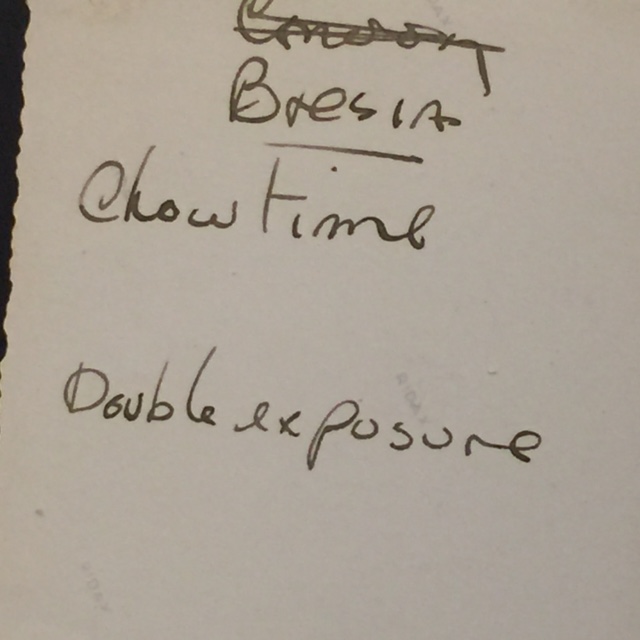 Bresia
Chow time
Double exposure